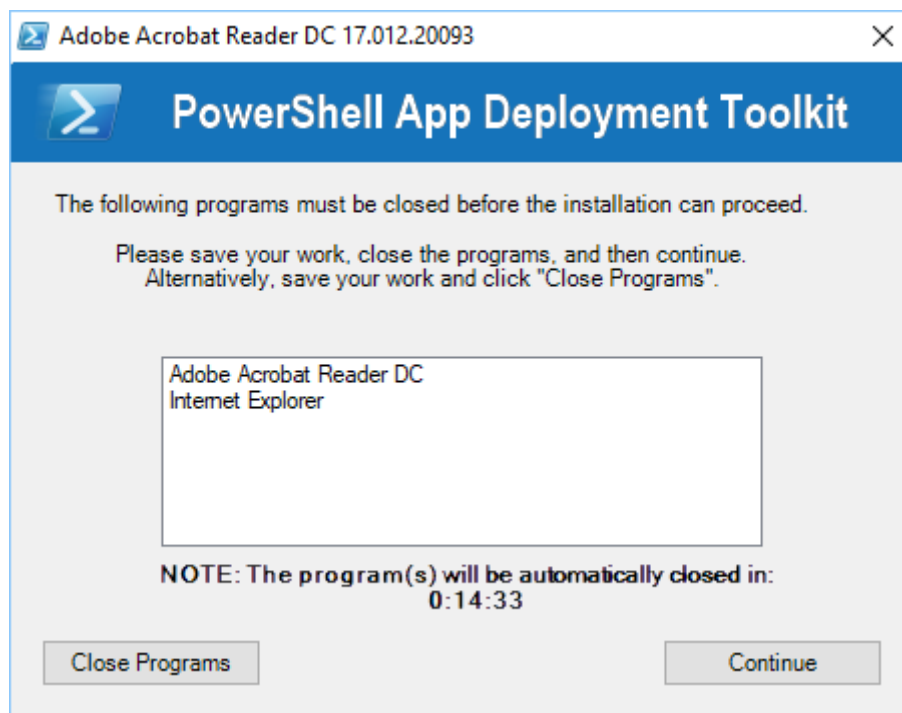 Adobe Acrobat Reader DC 17.012.20093
PowerShell App Deployment Toolkit
The following programs must be closed before the installation can proceed.
Please save your work, close the programs, and then continue.
Alternatively, save your work and click "Close Programs".
Adobe Acrobat Reader DC
Internet Explorer
NOTE: The program(s) will be automatically closed in:
0:14:33
Close Programs
Continue